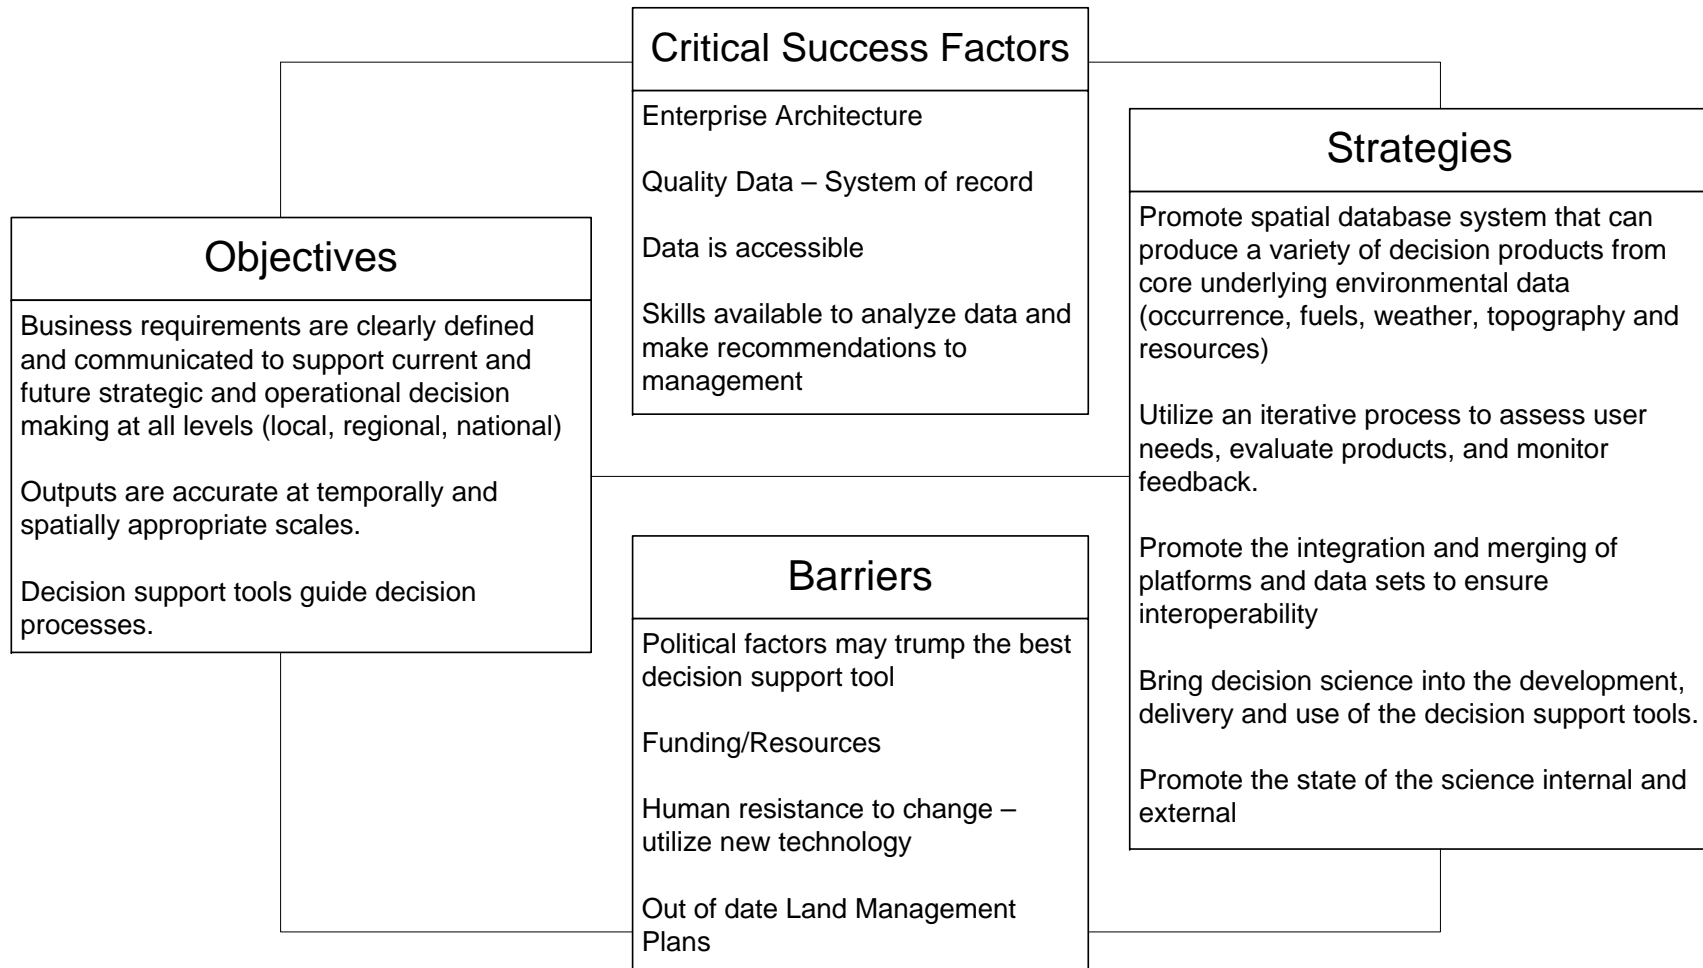 Critical Success Factors
Enterprise Architecture
Quality Data – System of record
Data is accessible
Skills available to analyze data and
make recommendations to
management
Objectives
Business requirements are clearly defined
and communicated to support current and
future strategic and operational decision
making at all levels (local, regional, national)
Outputs are accurate at temporally and
spatially appropriate scales.
Decision support tools guide decision
processes.
Barriers
Political factors may trump the best
decision support tool
Funding/Resources
Human resistance to change –
utilize new technology
Out of date Land Management
Plans
Strategies
Promote spatial database system that can
produce a variety of decision products from
core underlying environmental data
(occurrence, fuels, weather, topography and
resources)
Utilize an iterative process to assess user
needs, evaluate products, and monitor
feedback.
Promote the integration and merging of
platforms and data sets to ensure
interoperability
Bring decision science into the development,
delivery and use of the decision support tools.
Promote the state of the science internal and
external